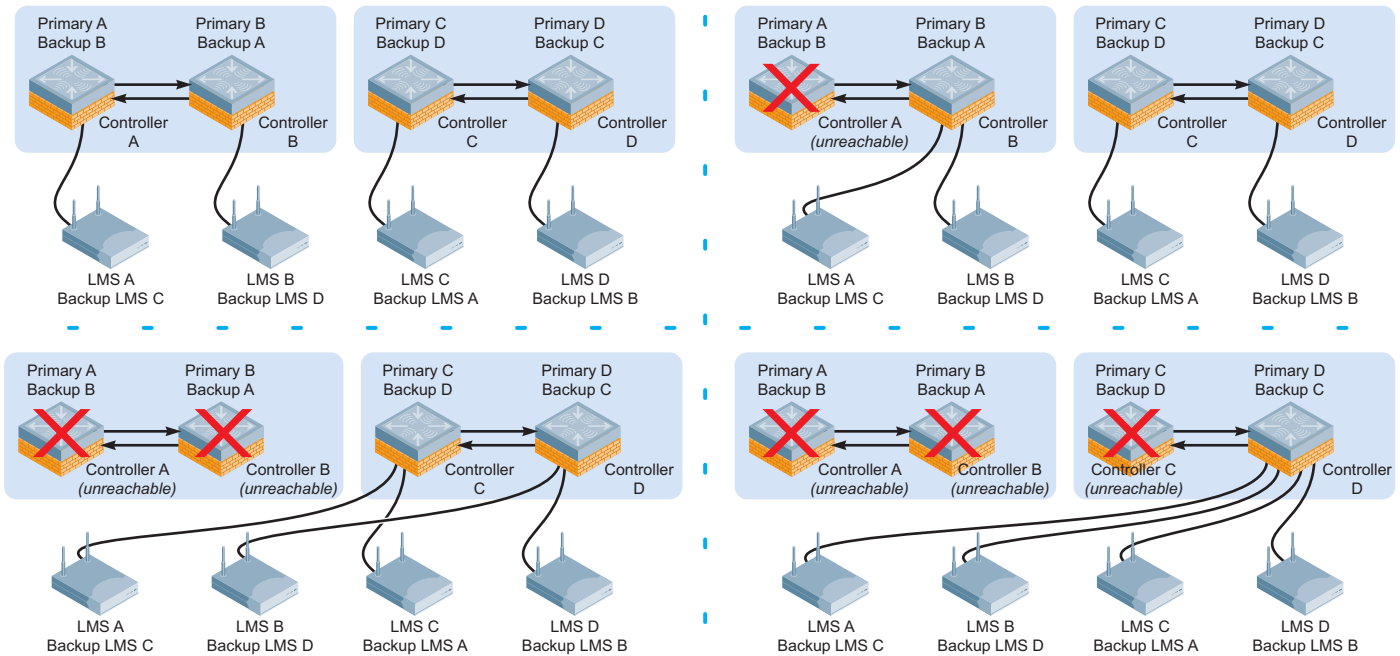 Primary A
Backup B
Primary B
Backup A
Primary C
Backup D
Primary D
Backup C
Controller
A
Controller
B
Controller
C
Controller
D
LMS A
Backup LMS C
LMS B
Backup LMS D
LMS C
Backup LMS A
LMS D
Backup LMS B
Primary A
Backup B
Primary B
Backup A
Primary C
Backup D
Primary D
Backup C
Controller A
(unreachable)
Controller
B
Controller
C
Controller
D
LMS A
Backup LMS C
LMS B
Backup LMS D
LMS C
Backup LMS A
LMS D
Backup LMS B
Primary A
Backup B
Primary B
Backup A
Primary C
Backup D
Primary D
Backup C
Controller A
(unreachable)
Controller B
(unreachable)
Controller
C
Controller
D
LMS A
Backup LMS C
LMS B
Backup LMS D
LMS C
Backup LMS A
LMS D
Backup LMS B
Primary A
Backup B
Primary B
Backup A
Primary C
Backup D
Primary D
Backup C
Controller A
(unreachable)
Controller B
(unreachable)
Controller C
(unreachable)
Controller
D
LMS A
Backup LMS C
LMS B
Backup LMS D
LMS C
Backup LMS A
LMS D
Backup LMS B